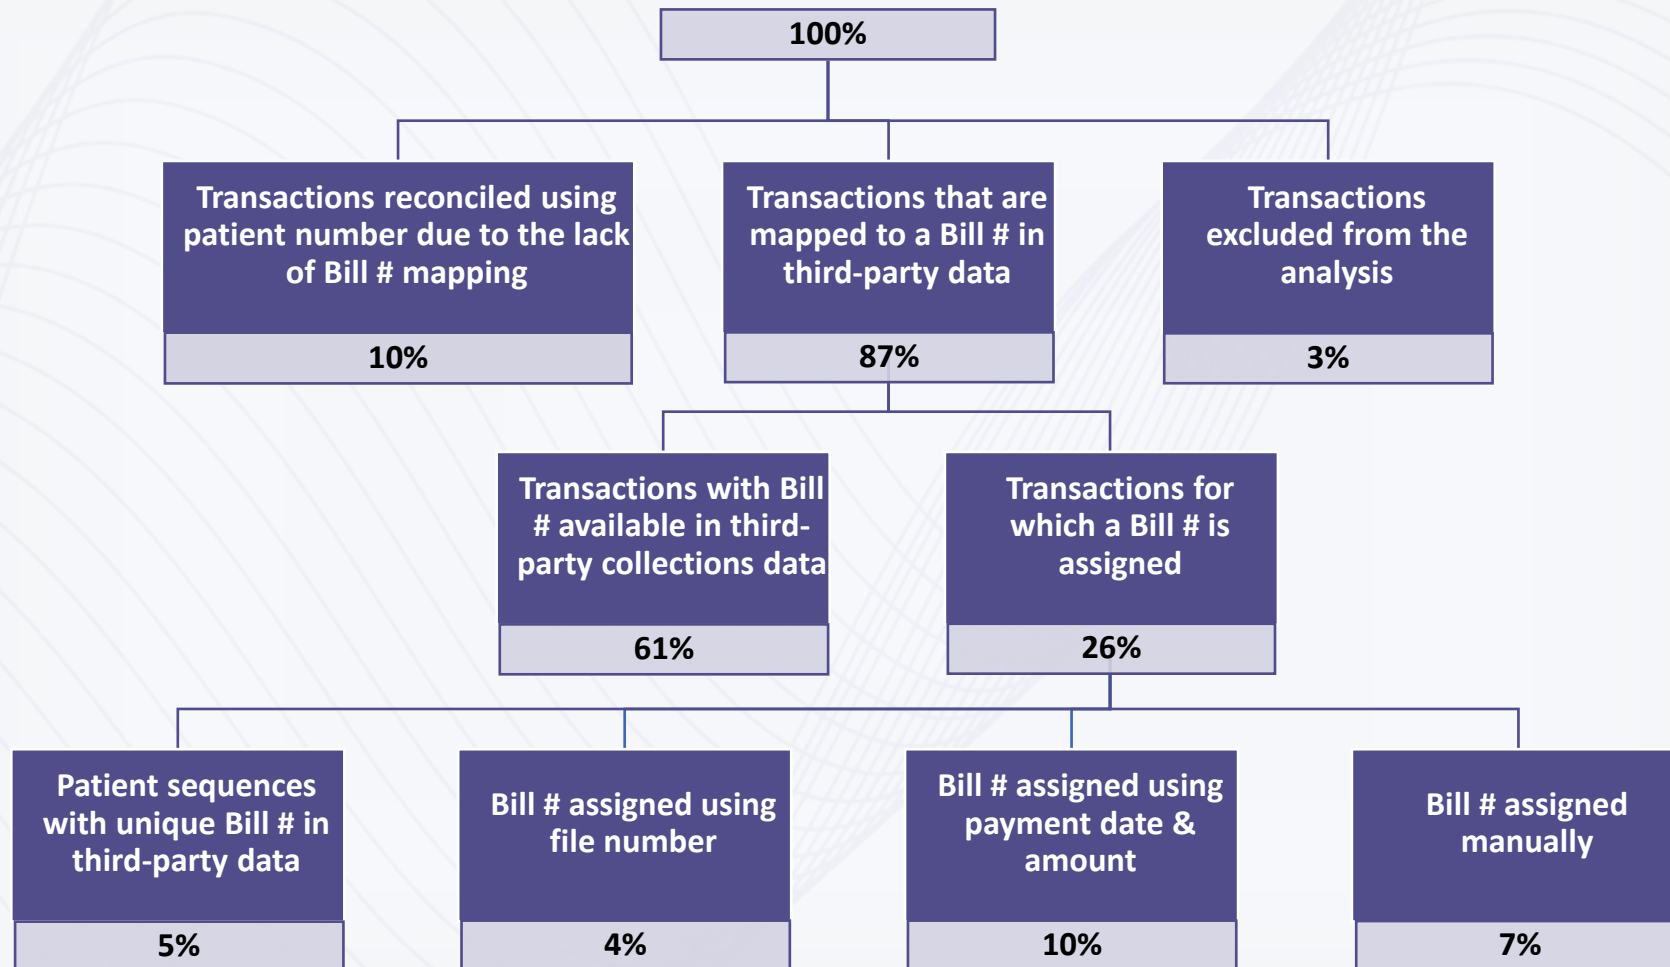 100%
Transactions reconciled using
patient number due to the lack
of Bill # mapping
10%
Transactions that are
mapped to a Bill # in
third-party data
87%
Transactions
excluded from the
analysis
3%
Transactions with Bill
# available in third-
party collections data
61%
Transactions for
which a Bill # is
assigned
26%
Patient sequences
with unique Bill # in
third-party data
5%
Bill # assigned using
file number
4%
Bill # assigned using
payment date &
amount
10%
Bill # assigned
manually
7%